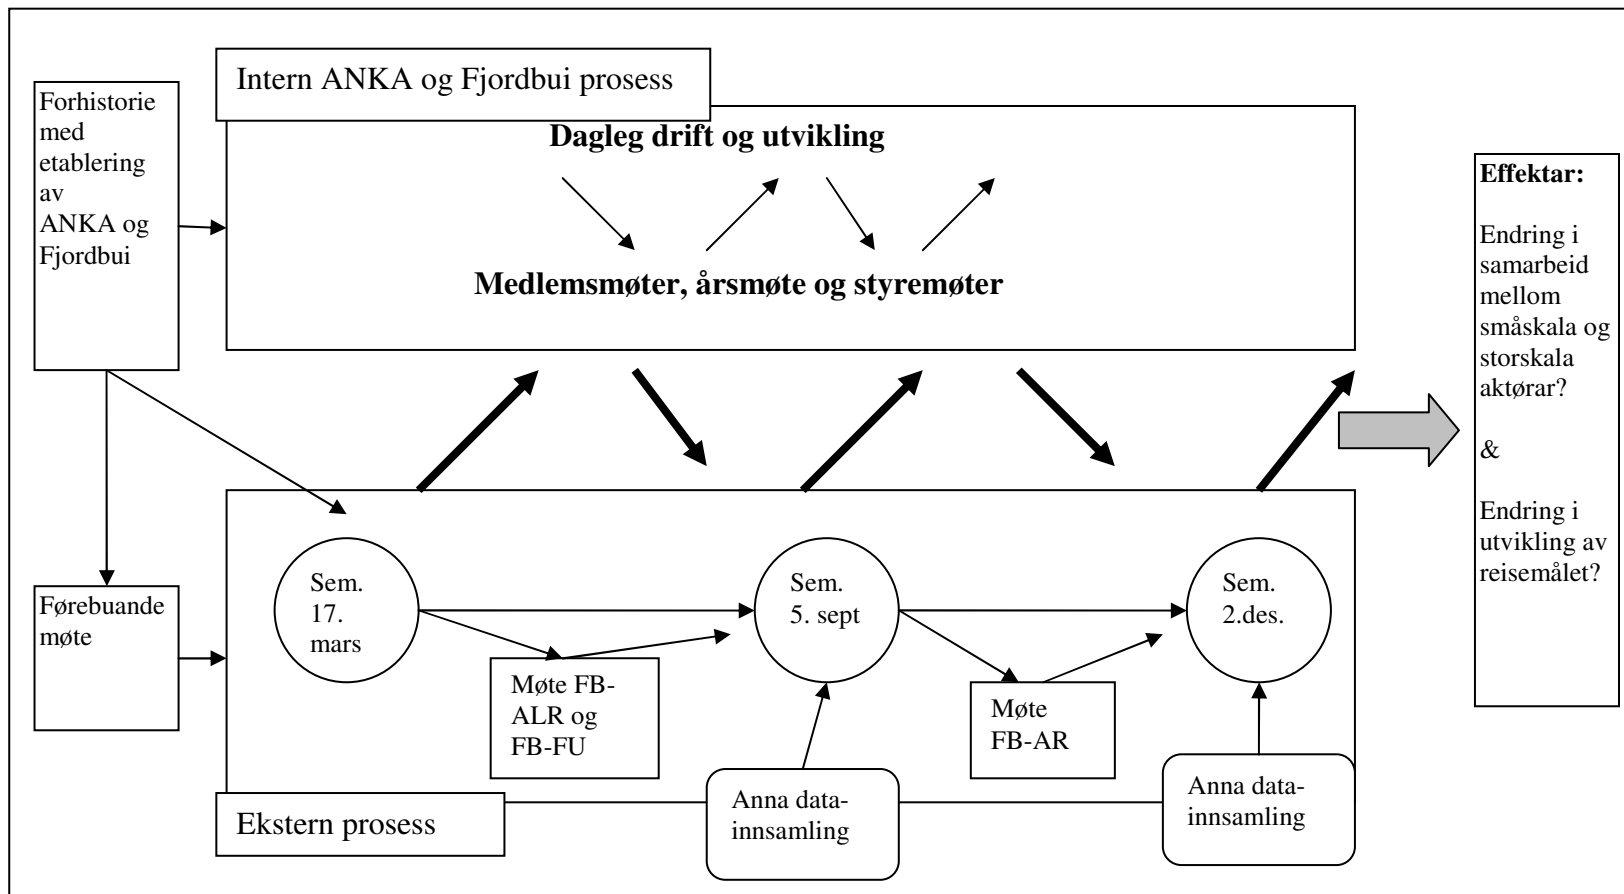 Intern ANKA og Fjordbui prosess
Forhistorie
med
etablering
av
ANKA og
Fjordbui
Dagleg drift og utvikling
Medlemsmøter, årsmøte og styremøter
Effektar:
Endring i
samarbeid
mellom
småskala og
storskala
aktørar?
&
Endring i
utvikling av
reisemålet?
Førebuande
møte
Sem.
17.
mars
Møte FB-
ALR og
FB-FU
Sem.
5. sept
Møte
FB-AR
Sem.
2.des.
Anna data-
innsamling
Anna data-
innsamling
Ekstern prosess